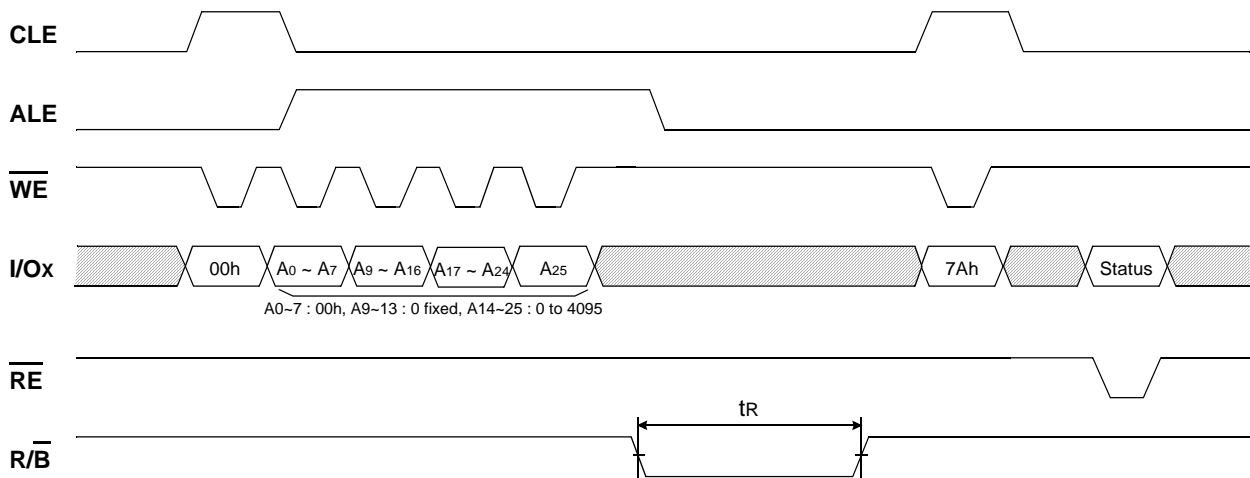 CLE
ALE
WE
I/Ox
00h
A0 ~ A7
A9 ~ A16
A17 ~ A24
A25
7Ah
Status
A0~7 : 00h, A9~13 : 0 fixed, A14~25 : 0 to 4095
RE
tR
R/B